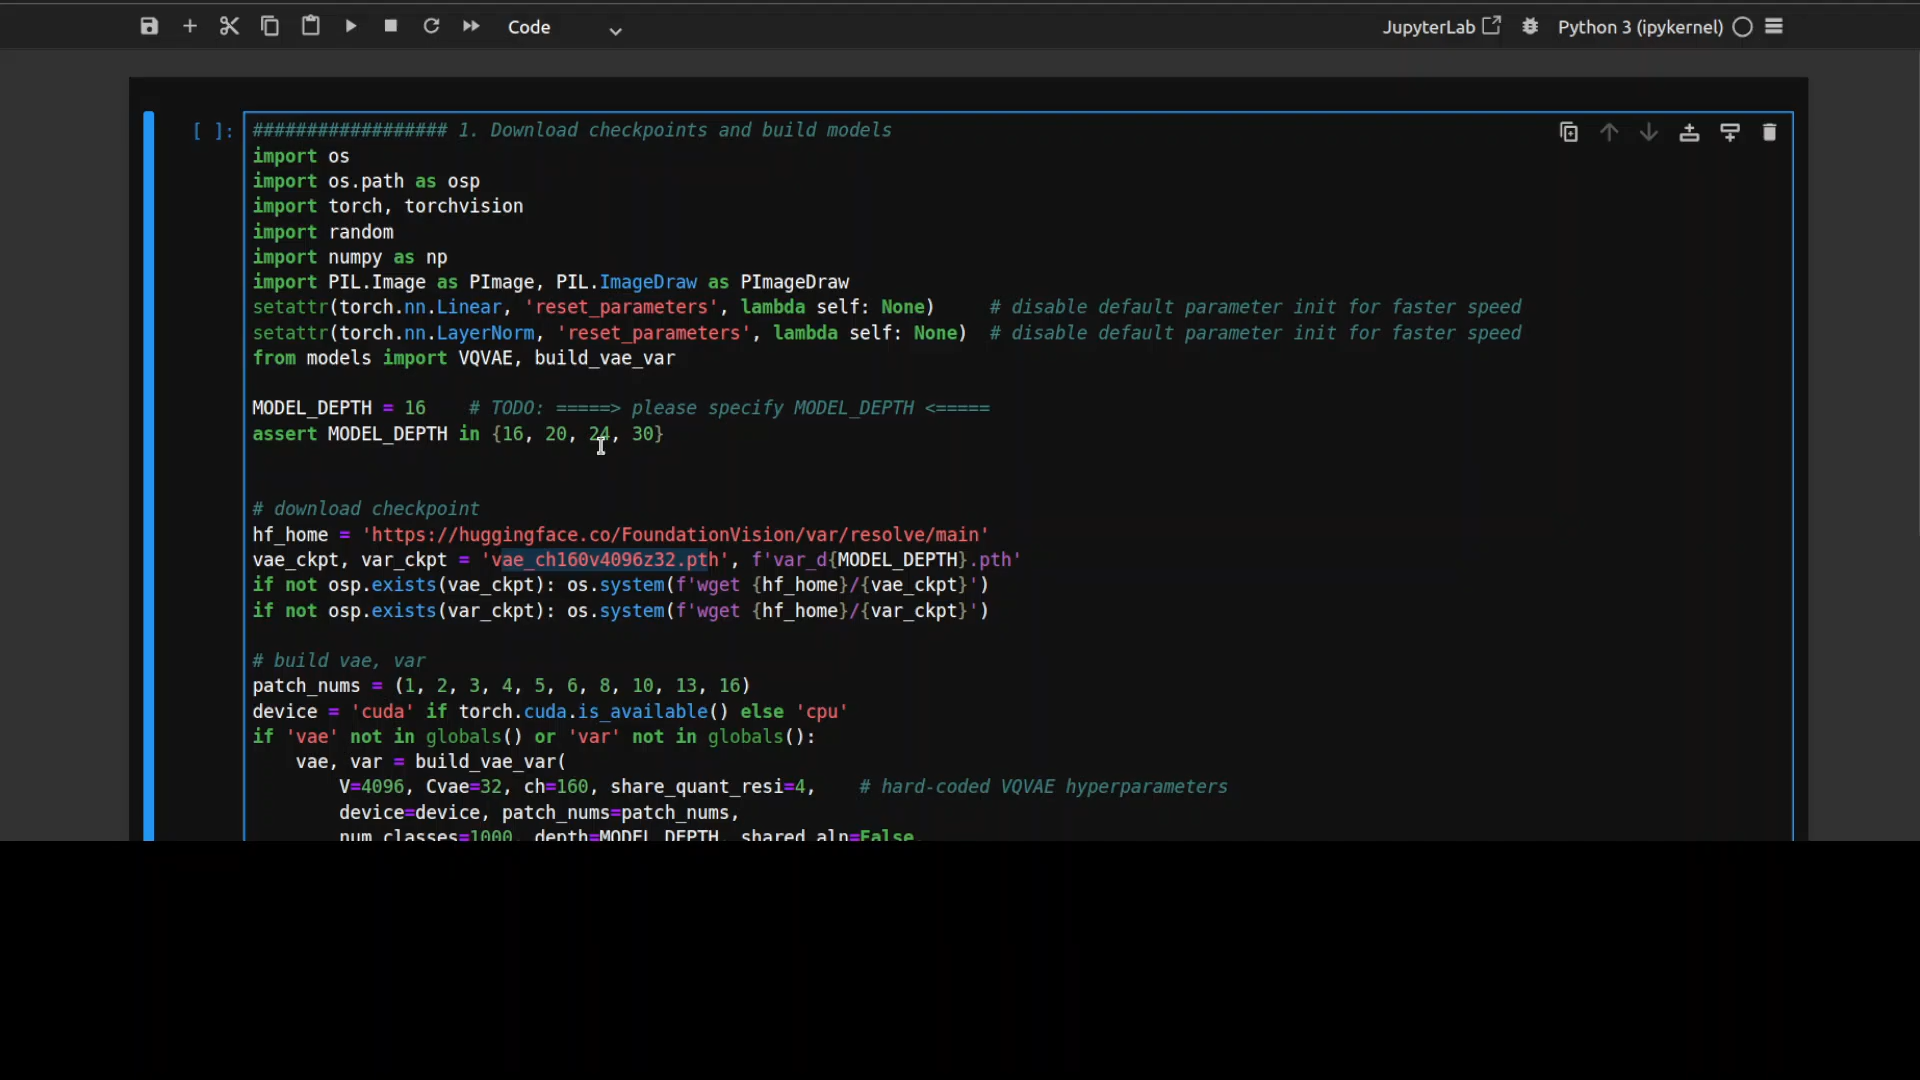 Code
JupyterLab
Python 3 (ipykernel)
[ ]:
################## 1. Download checkpoints and build models
import os
import os.path as osp
import torch, torchvision
import random
import numpy as np
import PIL.Image as PImage, PIL.ImageDraw as PImageDraw
setattr(torch.nn.Linear, 'reset_parameters', lambda self: None)     # disable default parameter init for faster speed
setattr(torch.nn.LayerNorm, 'reset_parameters', lambda self: None)  # disable default parameter init for faster speed
from models import VQVAE, build_vae_var
MODEL_DEPTH = 16    # TODO: =====> please specify MODEL_DEPTH <=====
assert MODEL_DEPTH in {16, 20, 24, 30}
# download checkpoint
hf_home = 'https://huggingface.co/FoundationVision/var/resolve/main'
vae_ckpt, var_ckpt = 'vae_ch160v4096z32.pth', f'var_d{MODEL_DEPTH}.pth'
if not osp.exists(vae_ckpt): os.system(f'wget {hf_home}/{vae_ckpt}')
if not osp.exists(var_ckpt): os.system(f'wget {hf_home}/{var_ckpt}')
# build vae, var
patch_nums = (1, 2, 3, 4, 5, 6, 8, 10, 13, 16)
device = 'cuda' if torch.cuda.is_available() else 'cpu'
if 'vae' not in globals() or 'var' not in globals():
    vae, var = build_vae_var(
        V=4096, Cvae=32, ch=160, share_quant_resi=4,    # hard-coded VQVAE hyperparameters
        device=device, patch_nums=patch_nums,
        num_classes=1000, depth=MODEL_DEPTH, shared_aln=False,